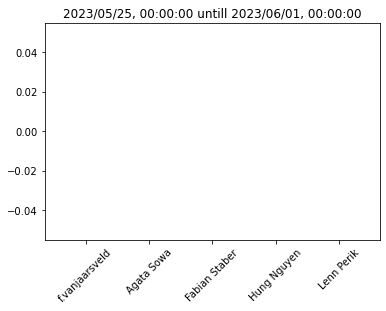 2023/05/25, 00:00:00 untill 2023/06/01, 00:00:00
0.04
0.02
0.00
−0.02
−0.04
f.vanjaarsveld
Agata Sowa
Fabian Staber
Hung Nguyen
Lenn Perik